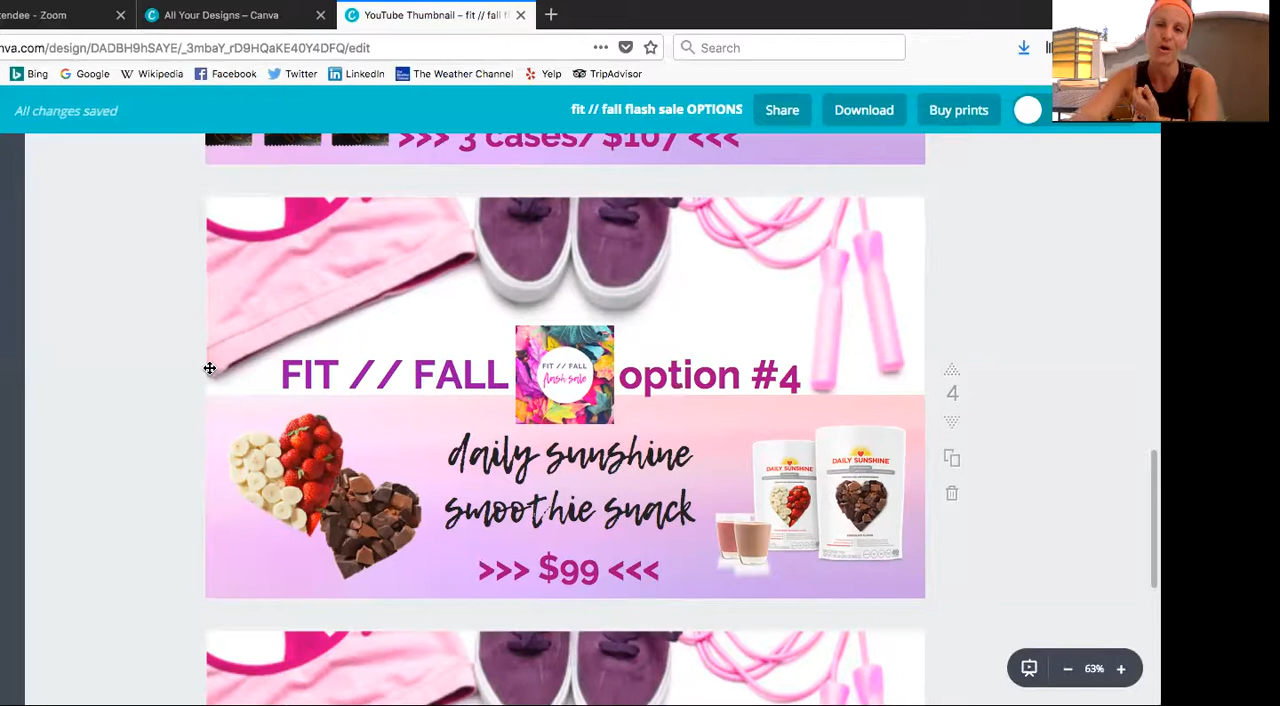 tendee - Zoom
All Your Designs – Canva
YouTube Thumbnail – fit // fall f
nva.com/design/DADBH9hSAYE/_3mbaY_rD9HQaKE40Y4DFQ/edit
Search
Bing
Google
Wikipedia
Facebook
Twitter
LinkedIn
The Weather Channel
Yelp
TripAdvisor
All changes saved
fit // fall flash sale OPTIONS
Share
Download
Buy prints
>>> 3 cases/ $107 <<<
FIT // FALL
FIT // FALL
flash sale
option #4
4
daily sunshine
smoothie snack
>>> $99 <<<
DAILY SUNSHINE
DAILY SUNSHINE
63%